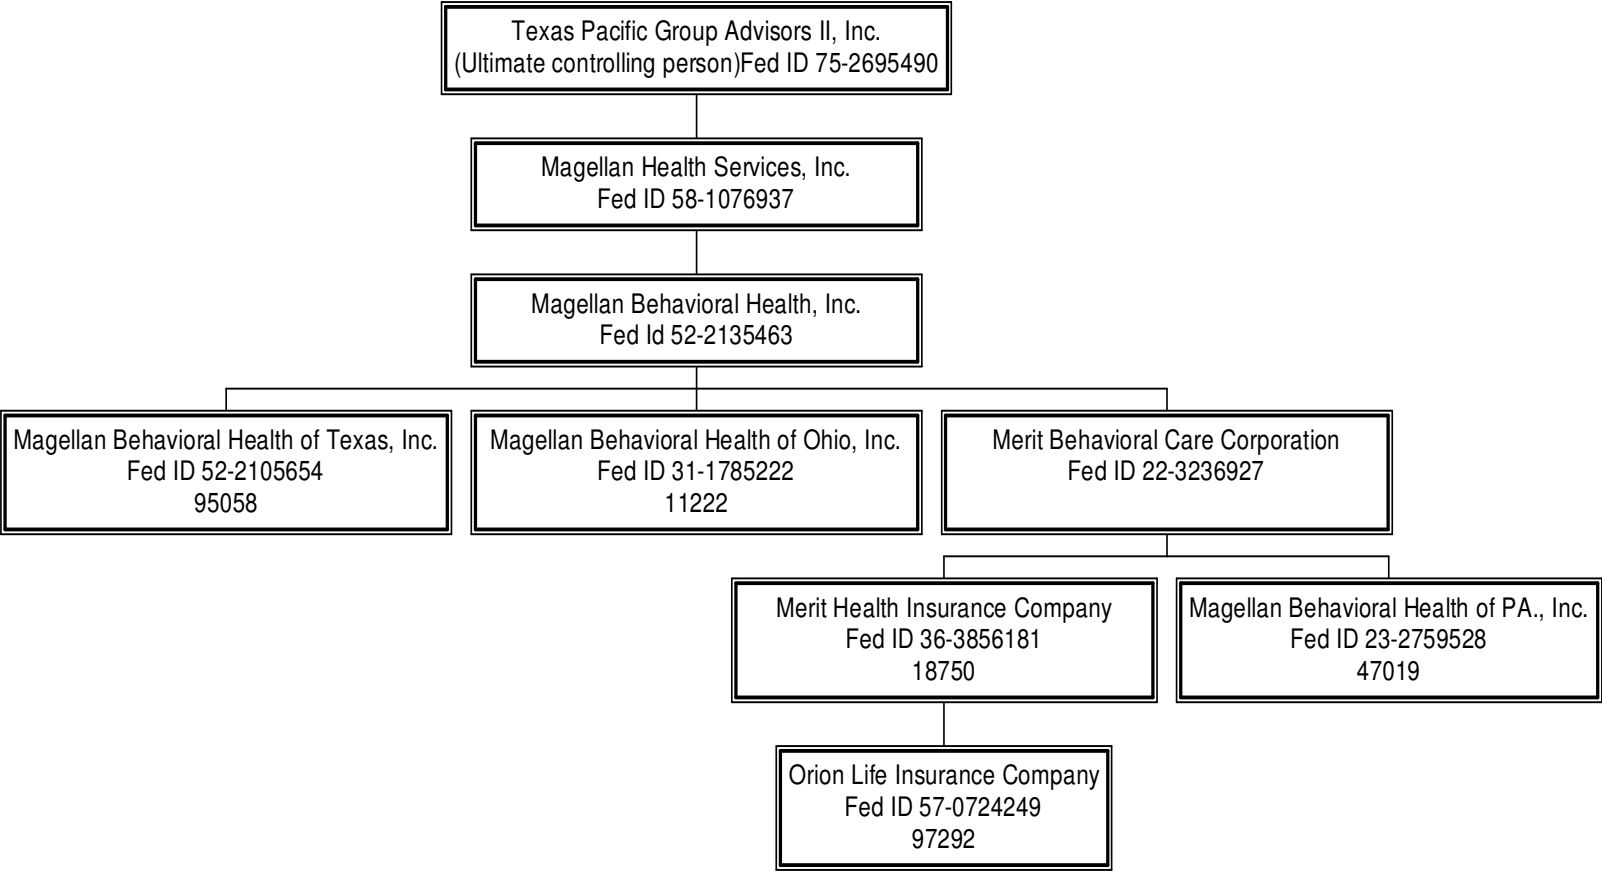 Texas Pacific Group Advisors II, Inc.
(Ultimate controlling person)Fed ID 75-2695490
Magellan Health Services, Inc.
Fed ID 58-1076937
Magellan Behavioral Health, Inc.
Fed Id 52-2135463
Magellan Behavioral Health of Texas, Inc.
Fed ID 52-2105654
95058
Magellan Behavioral Health of Ohio, Inc.
Fed ID 31-1785222
11222
Merit Behavioral Care Corporation
Fed ID 22-3236927
Merit Health Insurance Company
Fed ID 36-3856181
18750
Magellan Behavioral Health of PA., Inc.
Fed ID 23-2759528
47019
Orion Life Insurance Company
Fed ID 57-0724249
97292